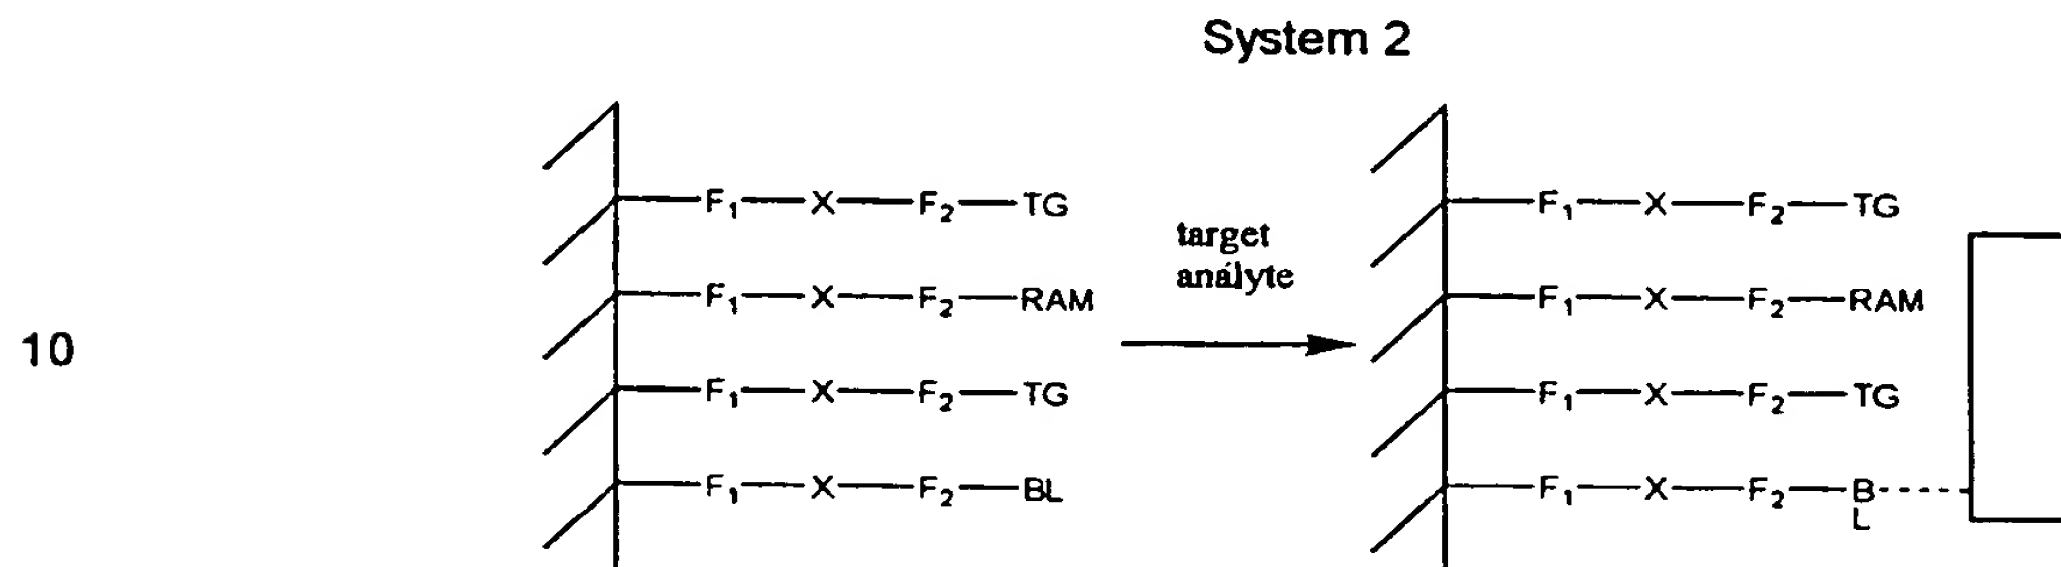 System 2
F₁—X—F₂—TG F₁—X—F₂—TG
target
anályte
F₁—X—F₂—RAM F₁—X—F₂—RAM
10
F₁—X—F₂—TG F₁—X—F₂—TG
F₁—X—F₂—BL F₁—X—F₂—B
L